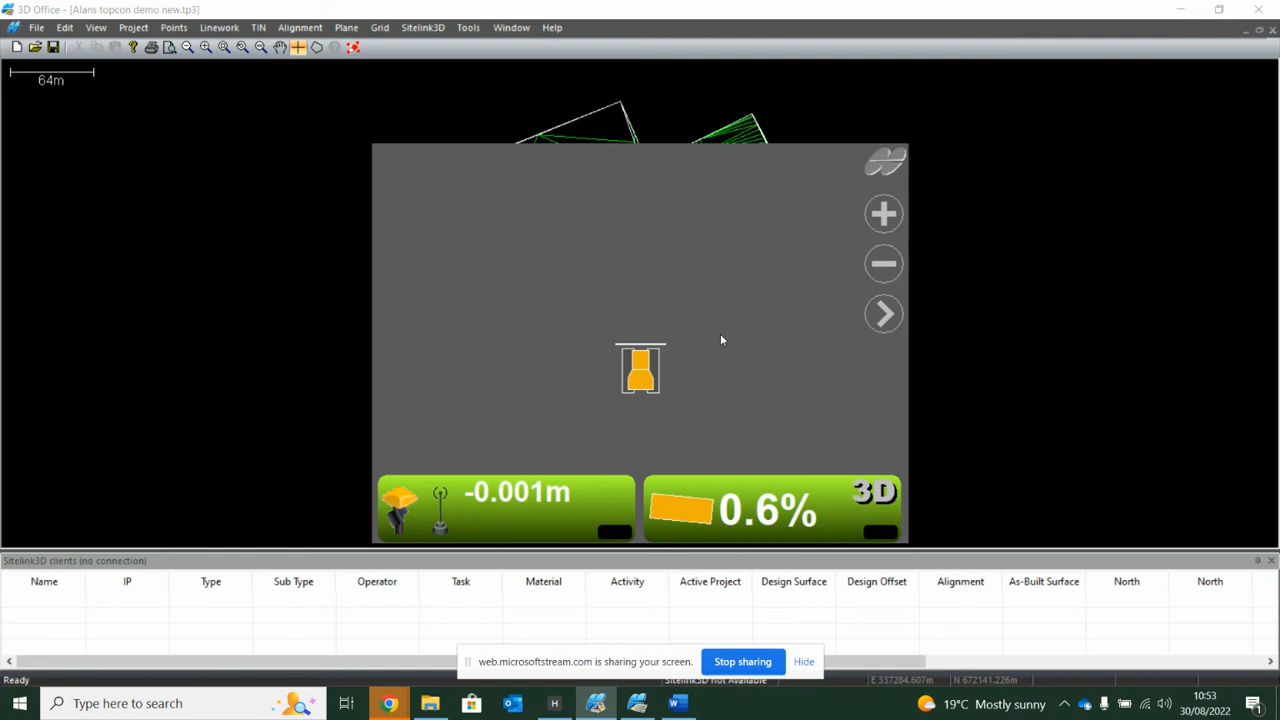 3D Office - [Alans topcon demo new.tp3]
File Edit View Project Points Linework TIN Alignment Plane Grid Sitelink3D Tools Window Help
64m
-0.001m
0.6%
3D
Sitelink3D clients (no connection)
Name IP Type Sub Type Operator Task Material Activity Active Project Design Surface Design Offset Alignment As-Built Surface North North
web.microsoftstream.com is sharing your screen. Stop sharing Hide
Ready Sitelink3D Not Available E 337284.607m N 672141.226m
Type here to search
19°C Mostly sunny
10:53
30/08/2022